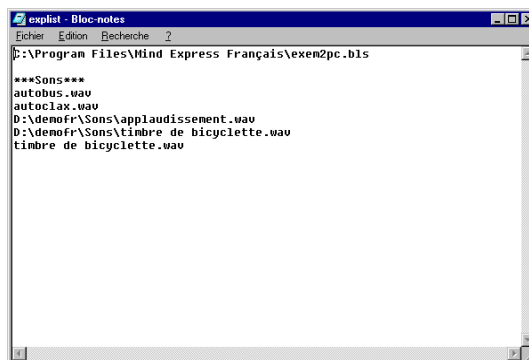 explist - Bloc-notes
Fichier Edition Recherche ?
C:\Program Files\Mind Express Français\exem2pc.bls
***Sons***
autobus.wav
autoclax.wav
D:\demofr\Sons\applaudissement.wav
D:\demofr\Sons\timbre de bicyclette.wav
timbre de bicyclette.wav